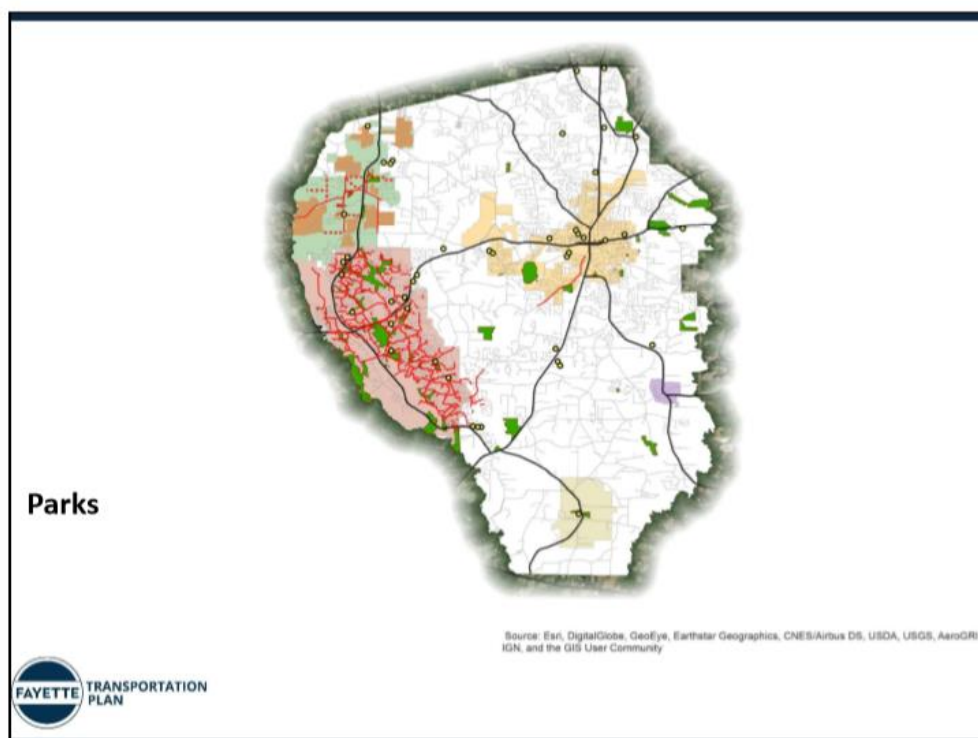 Parks
Source: Esri, DigitalGlobe, GeoEye, Earthstar Geographics, CNES/Airbus DS, USDA, USGS, AeroGRI
IGN, and the GIS User Community
FAYETTE
TRANSPORTATION
PLAN